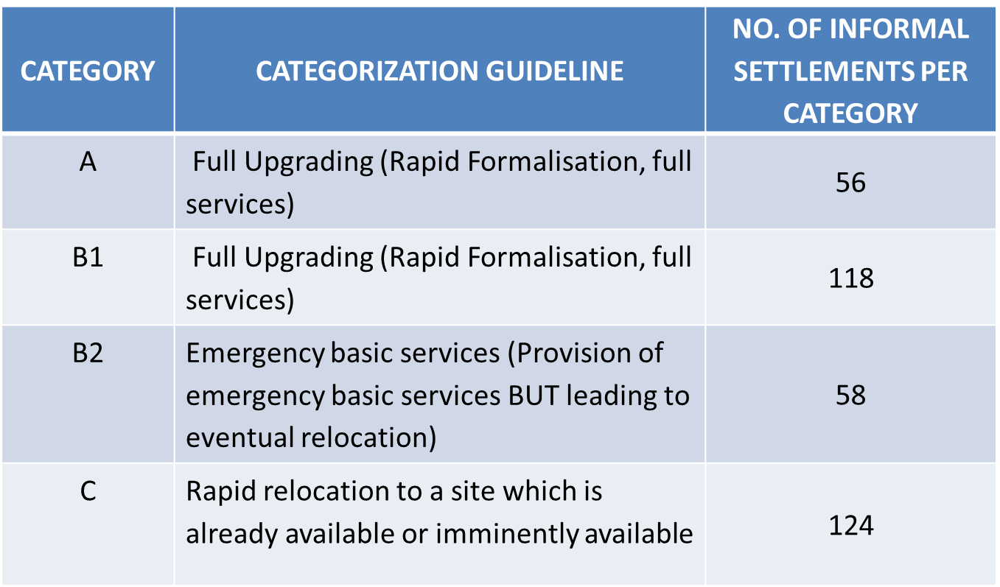 CATEGORY
CATEGORIZATION GUIDELINE
NO. OF INFORMAL
SETTLEMENTS PER
CATEGORY
A
Full Upgrading (Rapid Formalisation, full
services)
56
B1
Full Upgrading (Rapid Formalisation, full
services)
118
B2
Emergency basic services (Provision of
emergency basic services BUT leading to
eventual relocation)
58
C
Rapid relocation to a site which is
already available or imminently available
124